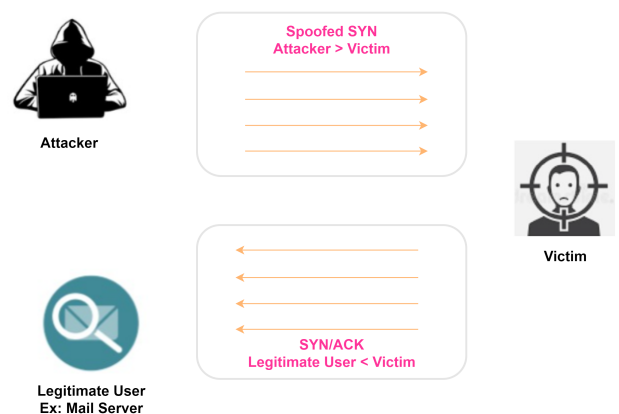 Spoofed SYN
Attacker > Victim
Attacker
Victim
SYN/ACK
Legitimate User < Victim
Legitimate User
Ex: Mail Server